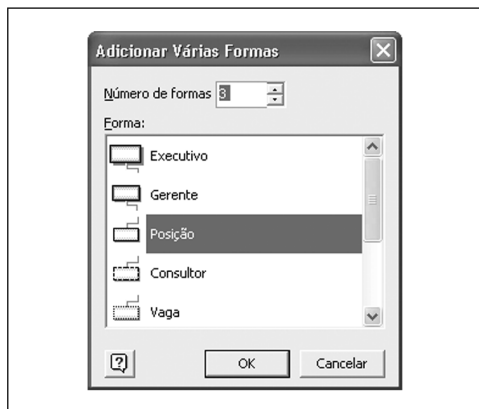 Adicionar Várias Formas
Número de formas 3
Forma:
Executivo
Gerente
Posição
Consultor
Vaga
OK Cancelar